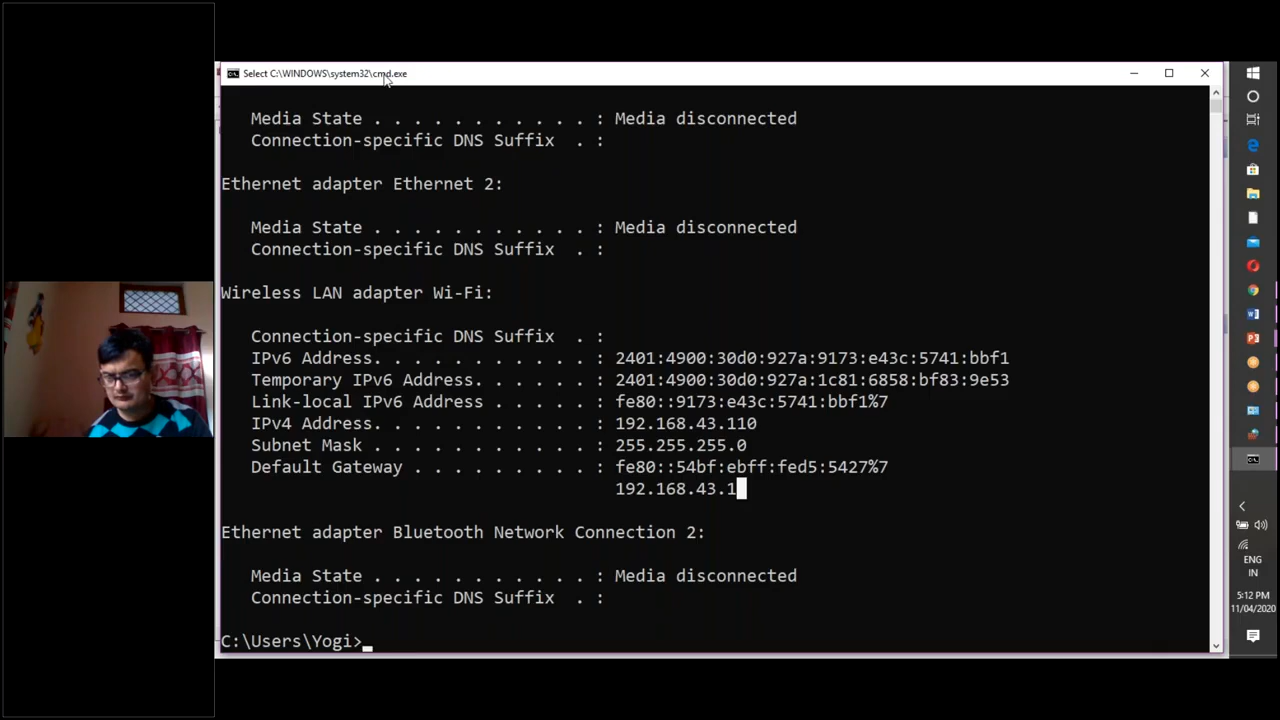 Select C:\WINDOWS\system32\cmd.exe
Media State . . . . . . . . . . . : Media disconnected
Connection-specific DNS Suffix  . :
Ethernet adapter Ethernet 2:
Media State . . . . . . . . . . . : Media disconnected
Connection-specific DNS Suffix  . :
Wireless LAN adapter Wi-Fi:
Connection-specific DNS Suffix  . :
IPv6 Address. . . . . . . . . . . : 2401:4900:30d0:927a:9173:e43c:5741:bbf1
Temporary IPv6 Address. . . . . . : 2401:4900:30d0:927a:1c81:6858:bf83:9e53
Link-local IPv6 Address . . . . . : fe80::9173:e43c:5741:bbf1%7
IPv4 Address. . . . . . . . . . . : 192.168.43.110
Subnet Mask . . . . . . . . . . . : 255.255.255.0
Default Gateway . . . . . . . . . : fe80::54bf:ebff:fed5:5427%7
192.168.43.1
Ethernet adapter Bluetooth Network Connection 2:
Media State . . . . . . . . . . . : Media disconnected
Connection-specific DNS Suffix  . :
C:\Users\Yogi>
ENG
IN
5:12 PM
11/04/2020